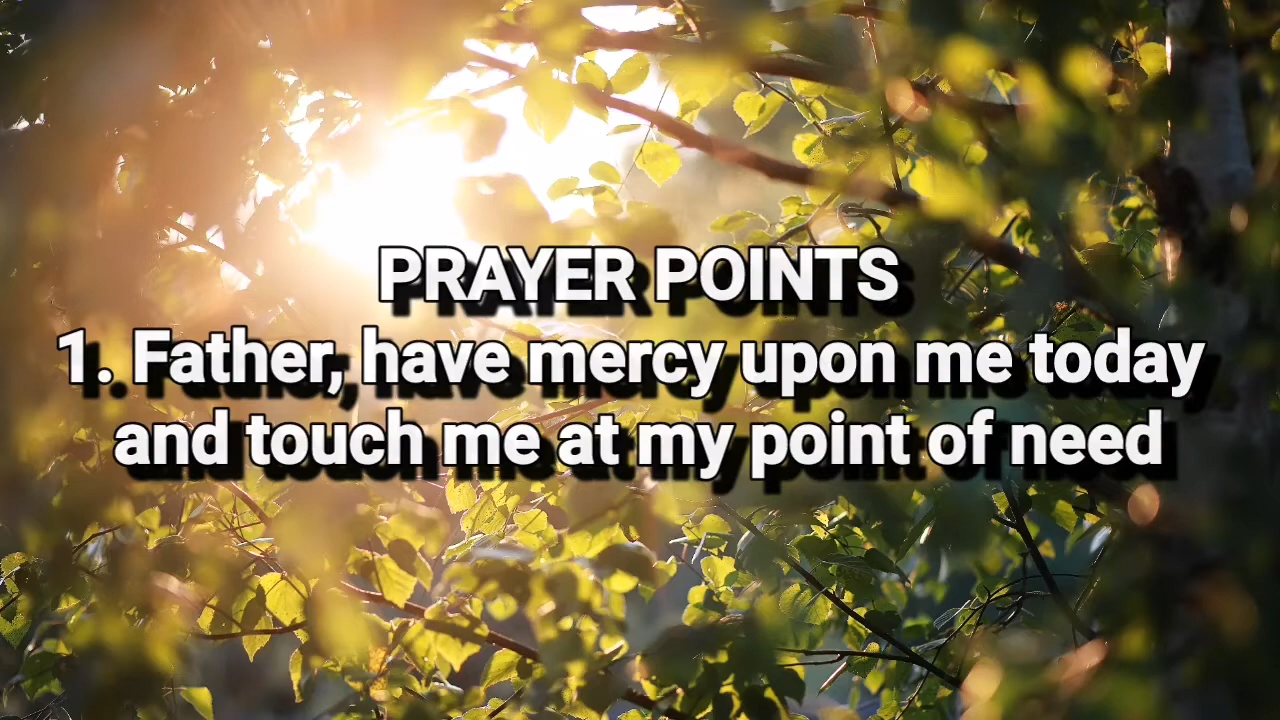 PRAYER POINTS
1. Father, have mercy upon me today
and touch me at my point of need